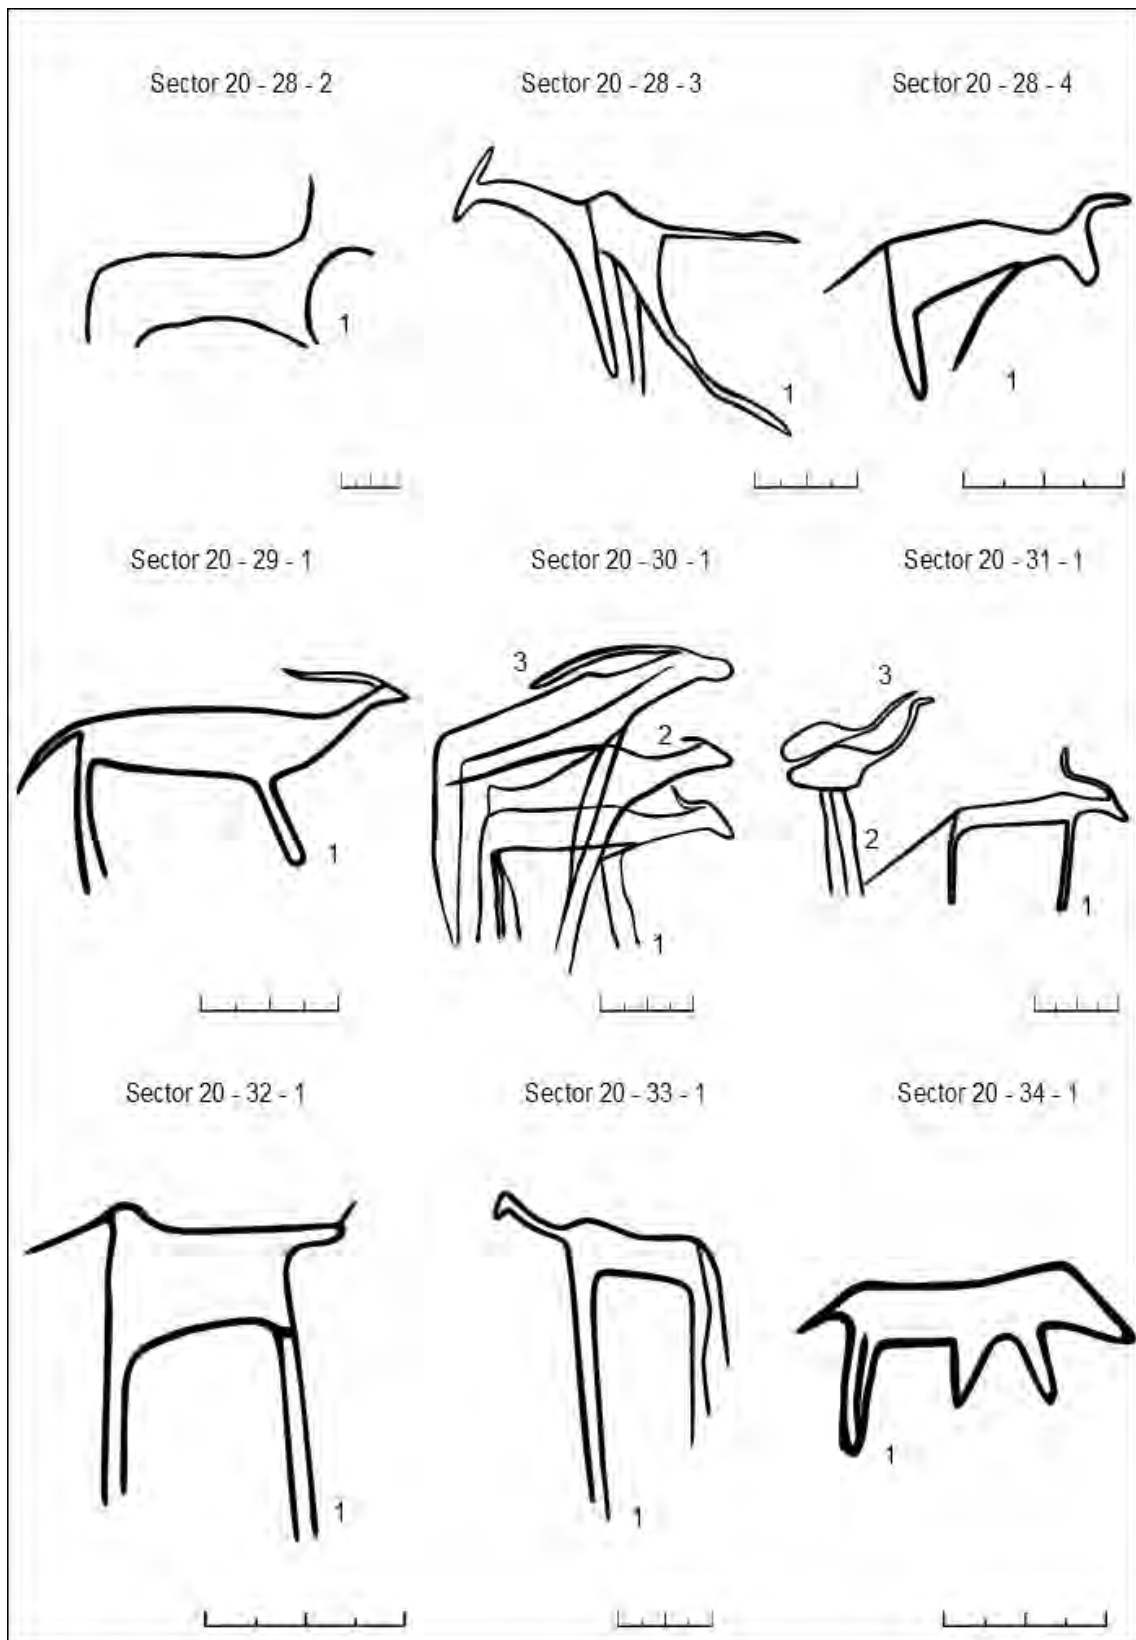 Sector 20 - 28 - 2
Sector 20 - 28 - 3
Sector 20 - 28 - 4
1
1
1
Sector 20 - 29 - 1
Sector 20 - 30 - 1
Sector 20 - 31 - 1
3
3
2
2
1
1
1
Sector 20 - 32 - 1
Sector 20 - 33 - 1
Sector 20 - 34 - 1
1
1
1